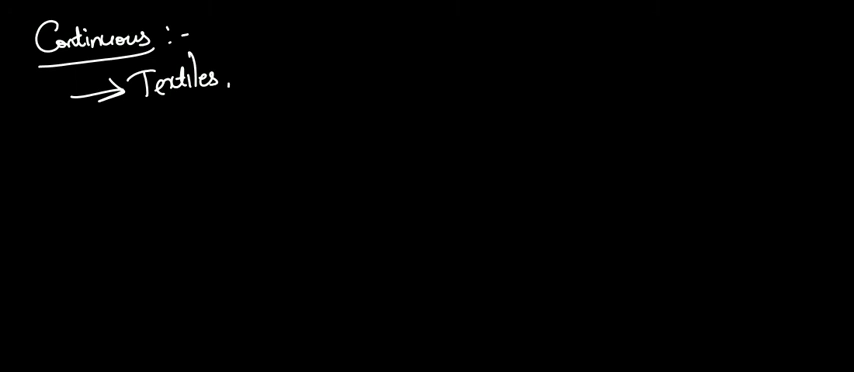 Continuous :-
→ Textiles.